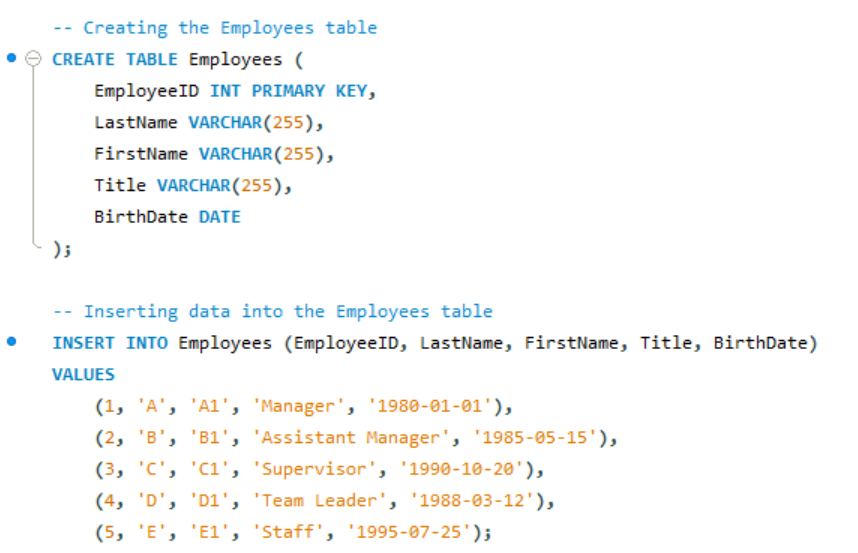 -- Creating the Employees table
CREATE TABLE Employees (
EmployeeID INT PRIMARY KEY,
LastName VARCHAR(255),
FirstName VARCHAR(255),
Title VARCHAR(255),
BirthDate DATE
);
-- Inserting data into the Employees table
INSERT INTO Employees (EmployeeID, LastName, FirstName, Title, BirthDate)
VALUES
(1, 'A', 'A1', 'Manager', '1980-01-01'),
(2, 'B', 'B1', 'Assistant Manager', '1985-05-15'),
(3, 'C', 'C1', 'Supervisor', '1990-10-20'),
(4, 'D', 'D1', 'Team Leader', '1988-03-12'),
(5, 'E', 'E1', 'Staff', '1995-07-25');